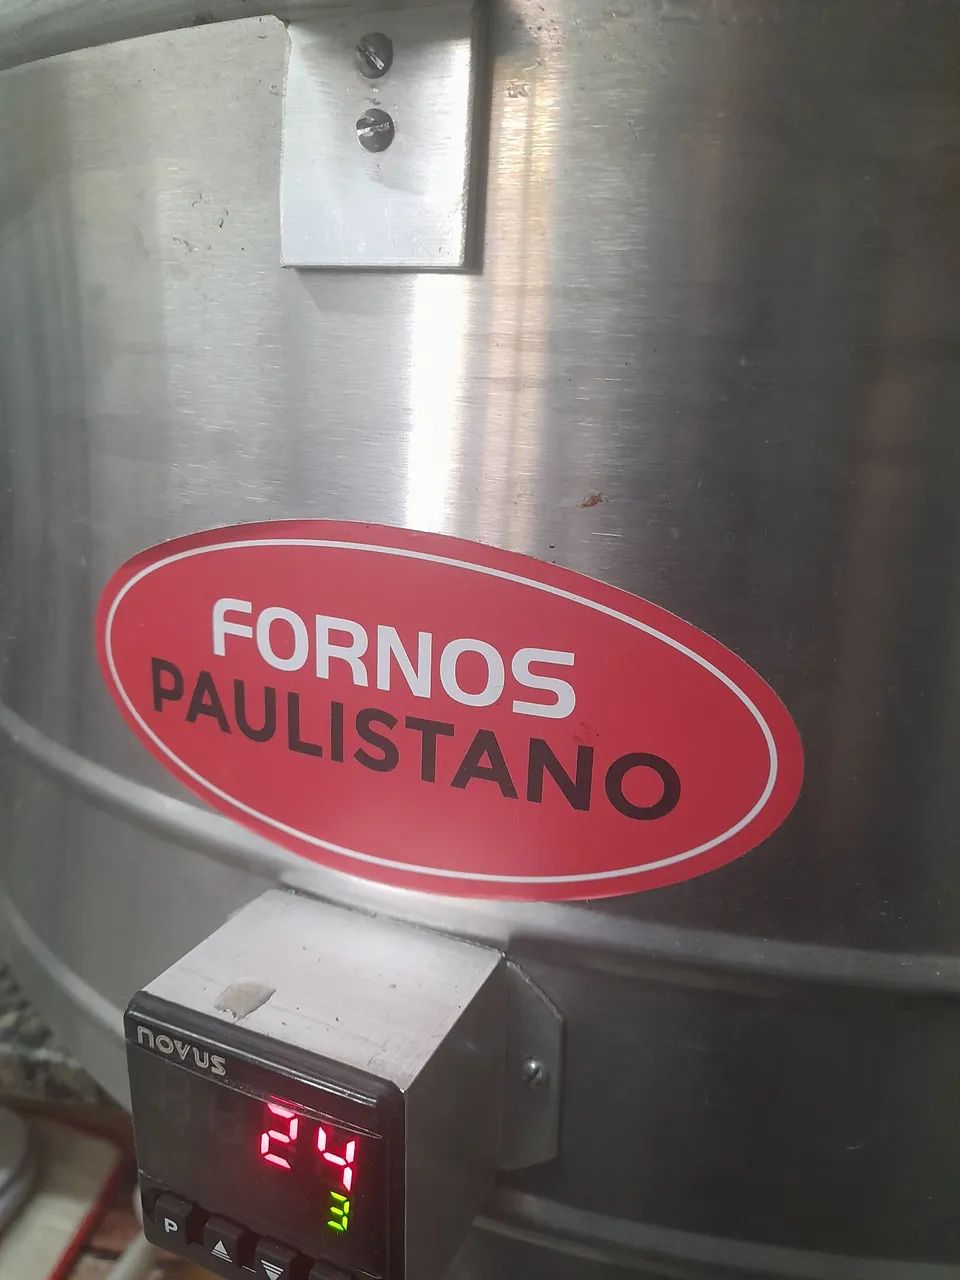 FORNOS
PAULISTANO
novus
24
3
P